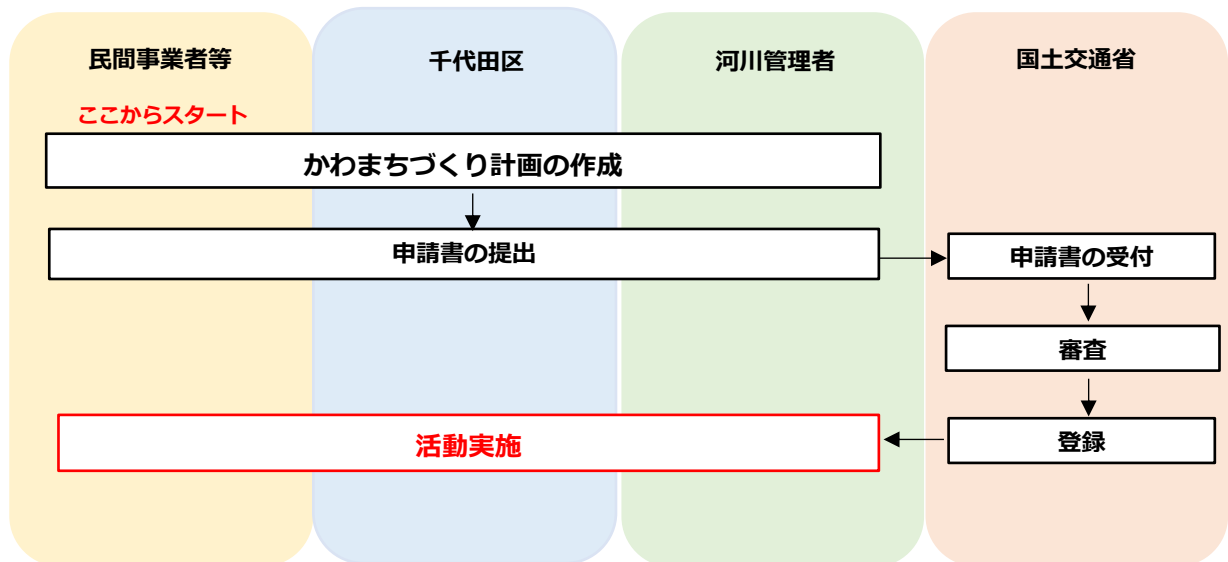 民間事業者等
千代田区
河川管理者
国土交通省
ここからスタート
かわまちづくり計画の作成
申請書の提出
申請書の受付
審査
登録
活動実施